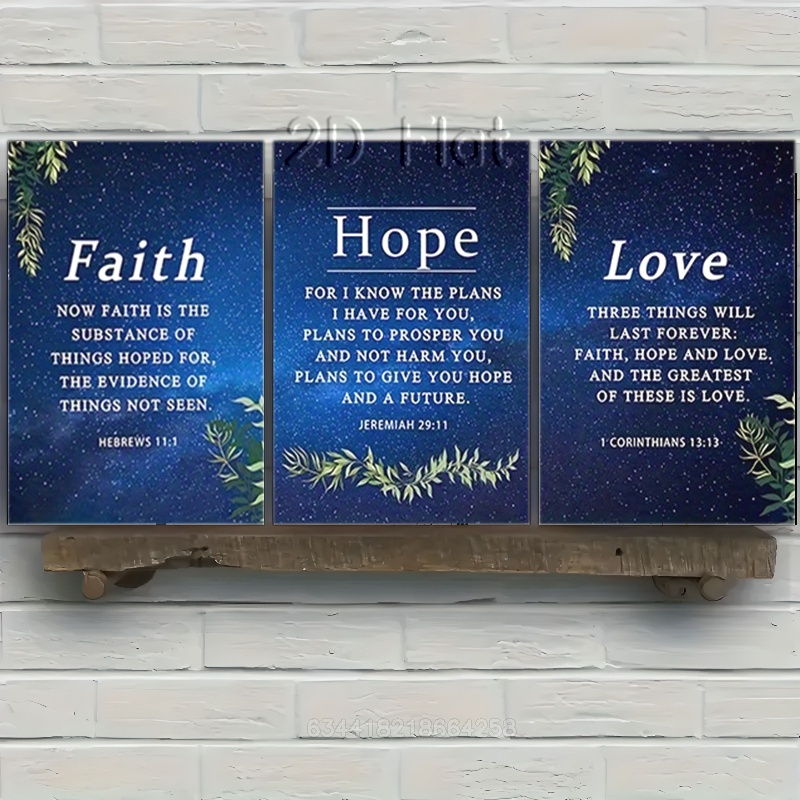 2D Flat
Faith
NOW FAITH IS THE
SUBSTANCE OF
THINGS HOPED FOR,
THE EVIDENCE OF
THINGS NOT SEEN.
HEBREWS 11:1
Hope
FOR I KNOW THE PLANS
I HAVE FOR YOU,
PLANS TO PROSPER YOU
AND NOT HARM YOU,
PLANS TO GIVE YOU HOPE
AND A FUTURE.
JEREMIAH 29:11
Love
THREE THINGS WILL
LAST FOREVER:
FAITH, HOPE AND LOVE,
AND THE GREATEST
OF THESE IS LOVE.
1 CORINTHIANS 13:13
634418218664258